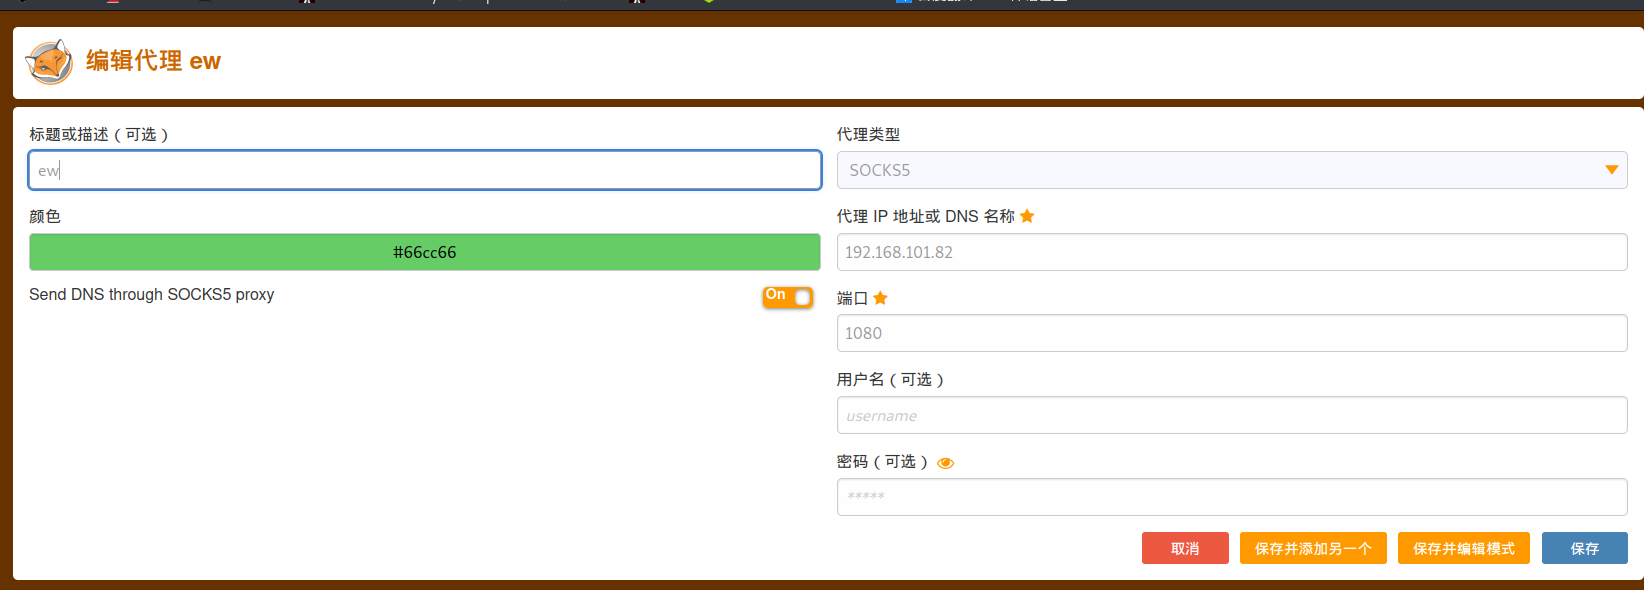 编辑代理 ew
标题或描述（可选）
ew
颜色
#66cc66
Send DNS through SOCKS5 proxy
On
代理类型
SOCKS5
代理 IP 地址或 DNS 名称
192.168.101.82
端口
1080
用户名（可选）
username
密码（可选）
*****
取消 保存并添加另一个 保存并编辑模式 保存